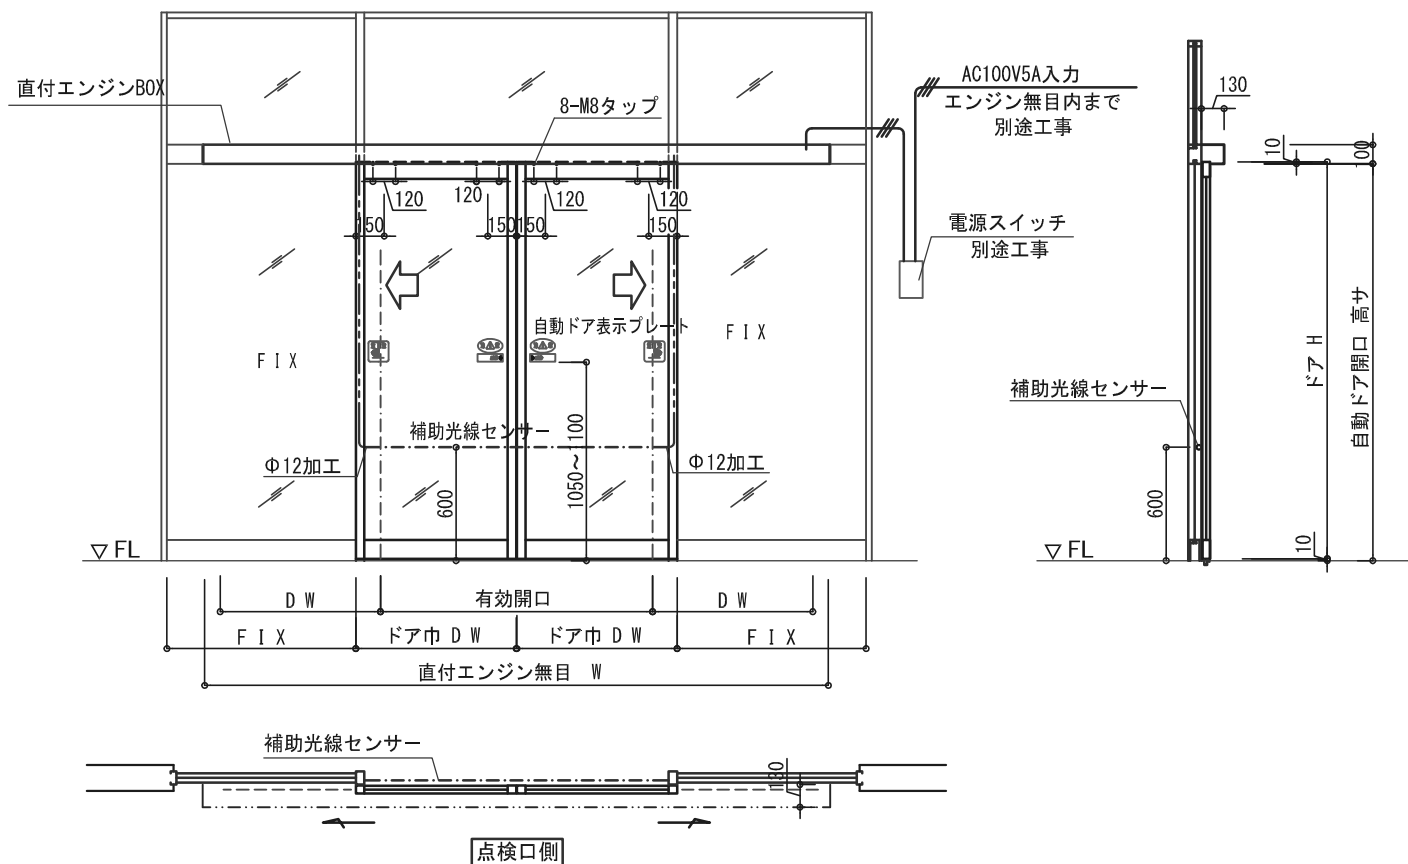 直付エンジンBOX
8-M8タップ
AC100V5A入力
エンジン無目内まで
別途工事
130
10
100
120
120
120
120
150
150
150
150
電源スイッチ
別途工事
自動ドア表示プレート
FIX
FIX
ドア H
自動ドア開口 高サ
補助光線センサー
補助光線センサー
Φ12加工
Φ12加工
600
1050~1100
600
10
▽FL
▽FL
DW
有効開口
DW
FIX
ドア巾 DW
ドア巾 DW
FIX
直付エンジン無目 W
補助光線センサー
130
点検口側